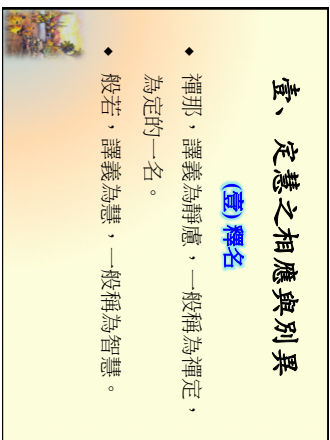 壹、定慧之相應與別異
(壹) 釋名
◆ 禪那，譯義為靜慮，一般稱為禪定，
為定的一名。
◆ 般若，譯義為慧，一般稱為智慧。